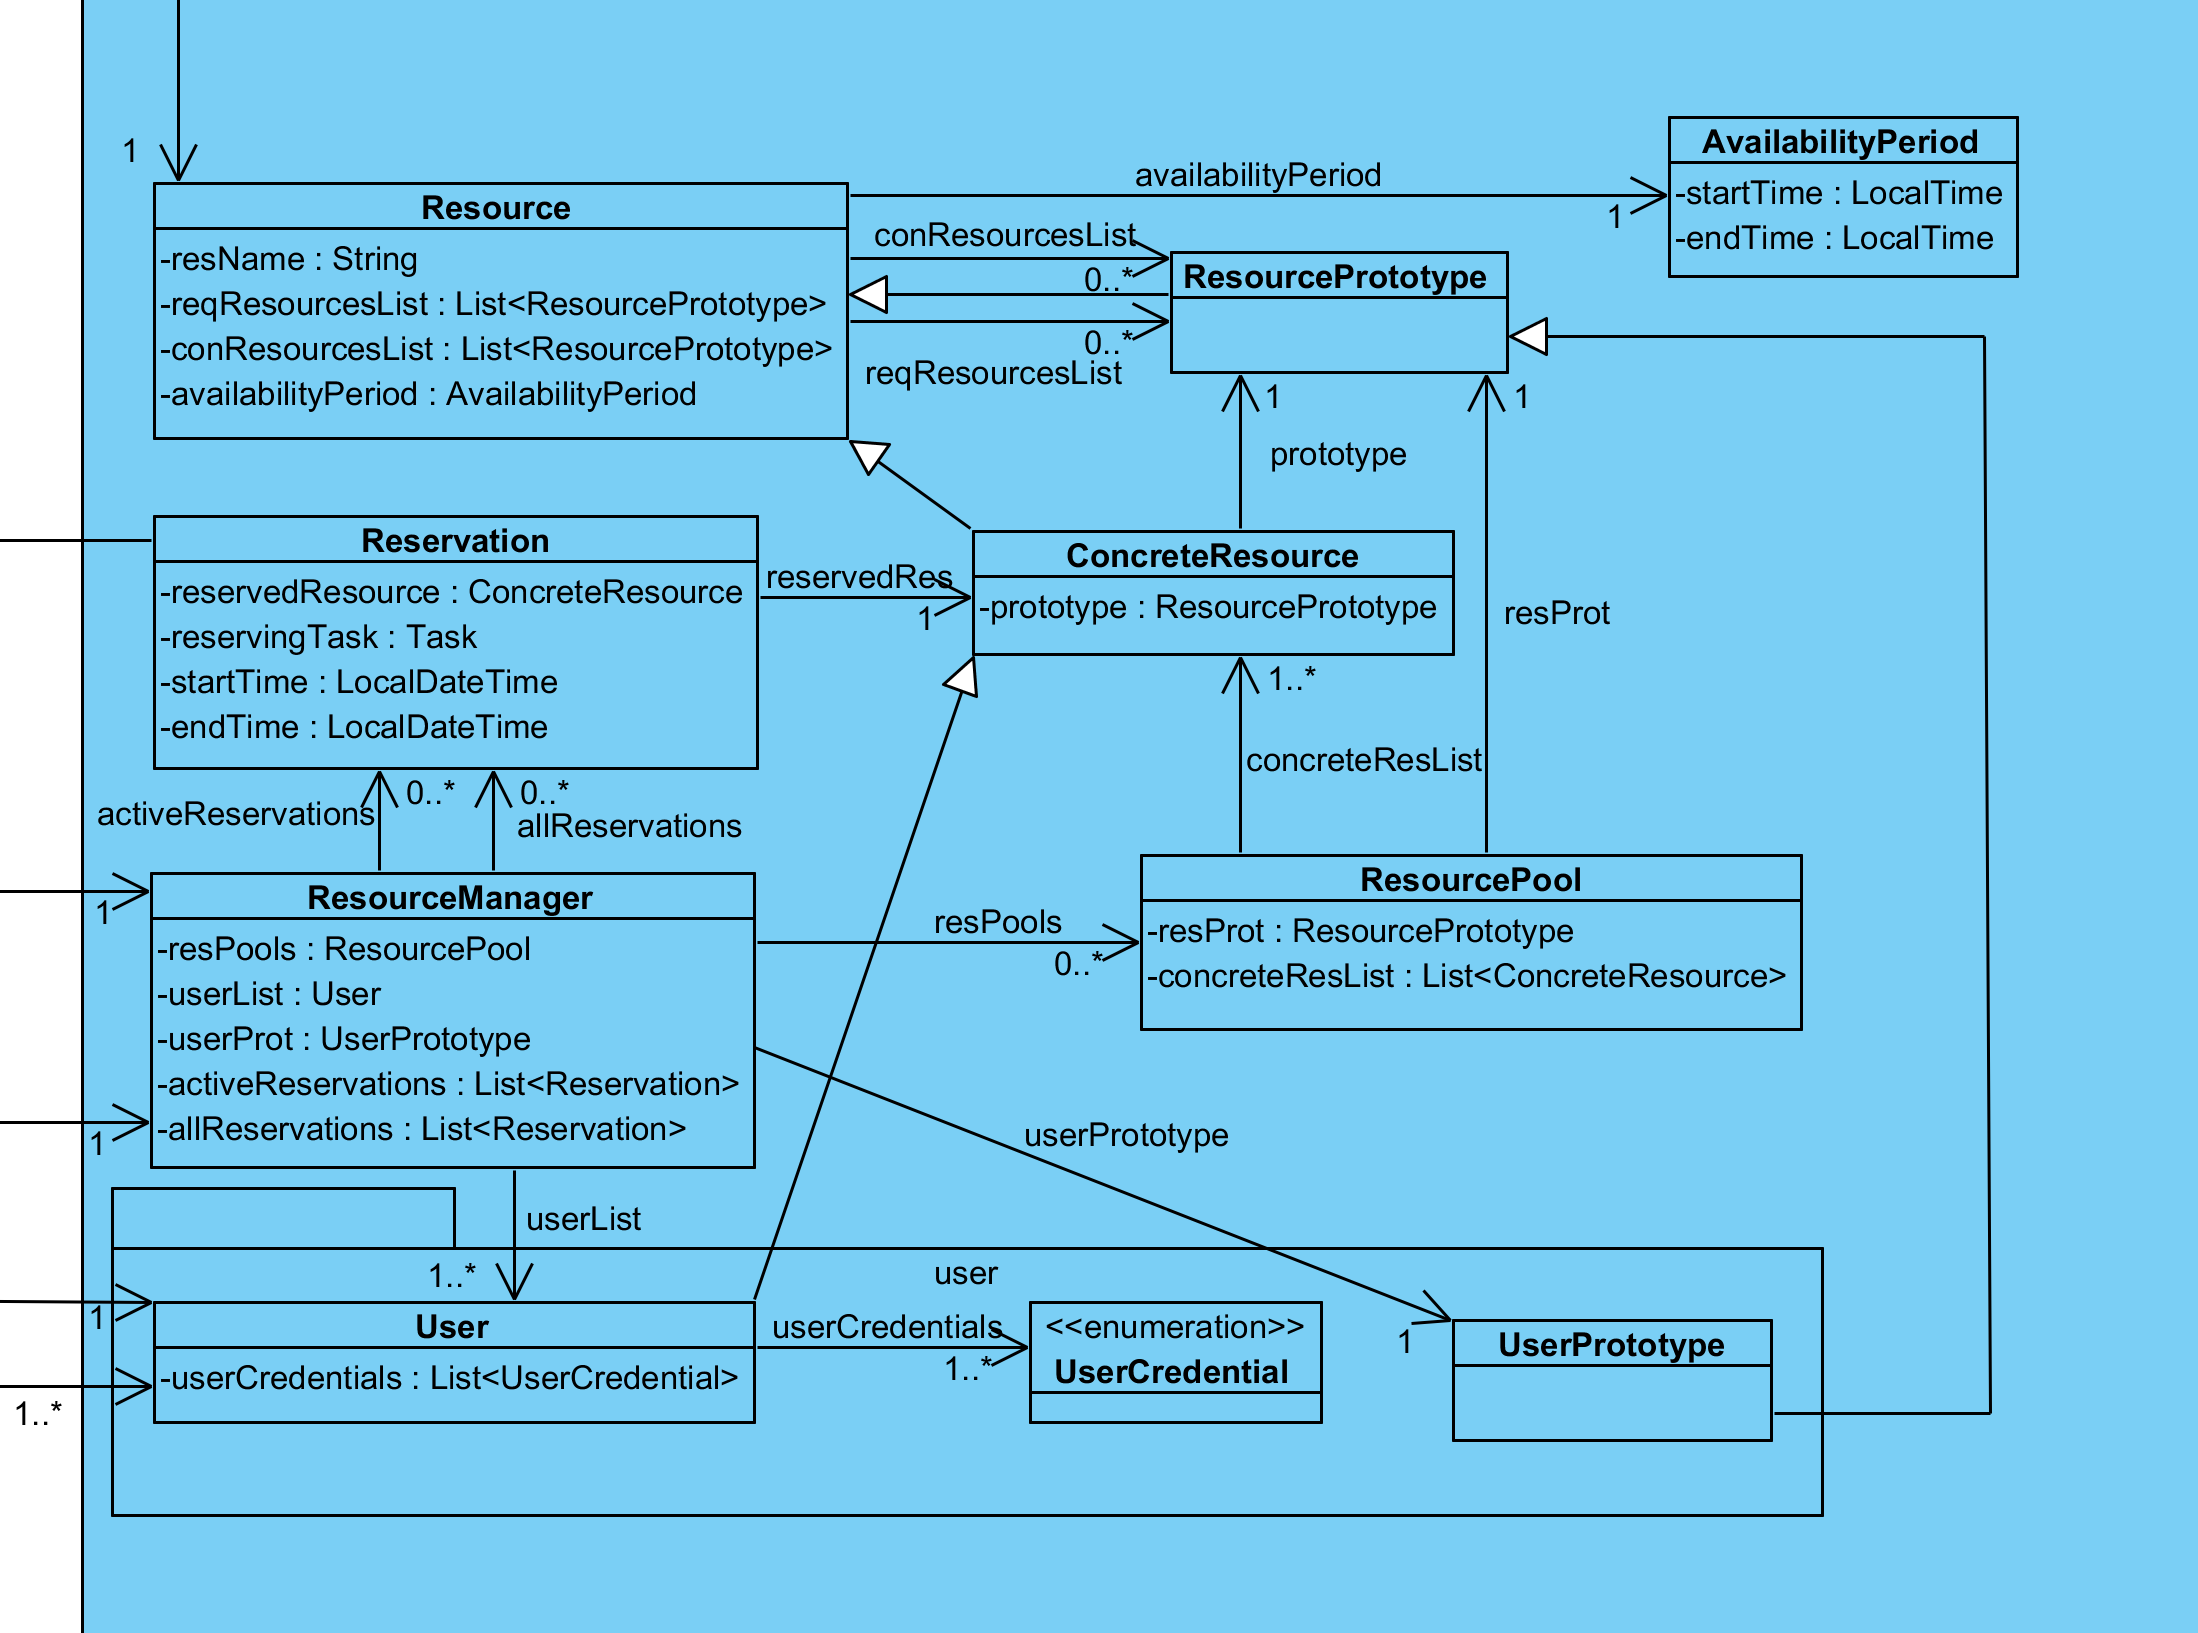 1
Resource
-resName : String
-reqResourcesList : List<ResourcePrototype>
-conResourcesList : List<ResourcePrototype>
-availabilityPeriod : AvailabilityPeriod
availabilityPeriod
1
AvailabilityPeriod
-startTime : LocalTime
-endTime : LocalTime
conResourcesList
0..*
0..*
reqResourcesList
ResourcePrototype
1
1
prototype
resProt
Reservation
-reservedResource : ConcreteResource
-reservingTask : Task
-startTime : LocalDateTime
-endTime : LocalDateTime
reservedRes
1
ConcreteResource
-prototype : ResourcePrototype
1..*
concreteResList
activeReservations
0..*
0..*
allReservations
1
1
ResourceManager
-resPools : ResourcePool
-userList : User
-userProt : UserPrototype
-activeReservations : List<Reservation>
-allReservations : List<Reservation>
resPools
0..*
ResourcePool
-resProt : ResourcePrototype
-concreteResList : List<ConcreteResource>
userPrototype
1
userList
1..*
user
1
1..*
User
-userCredentials : List<UserCredential>
userCredentials
1..*
<<enumeration>>
UserCredential
UserPrototype